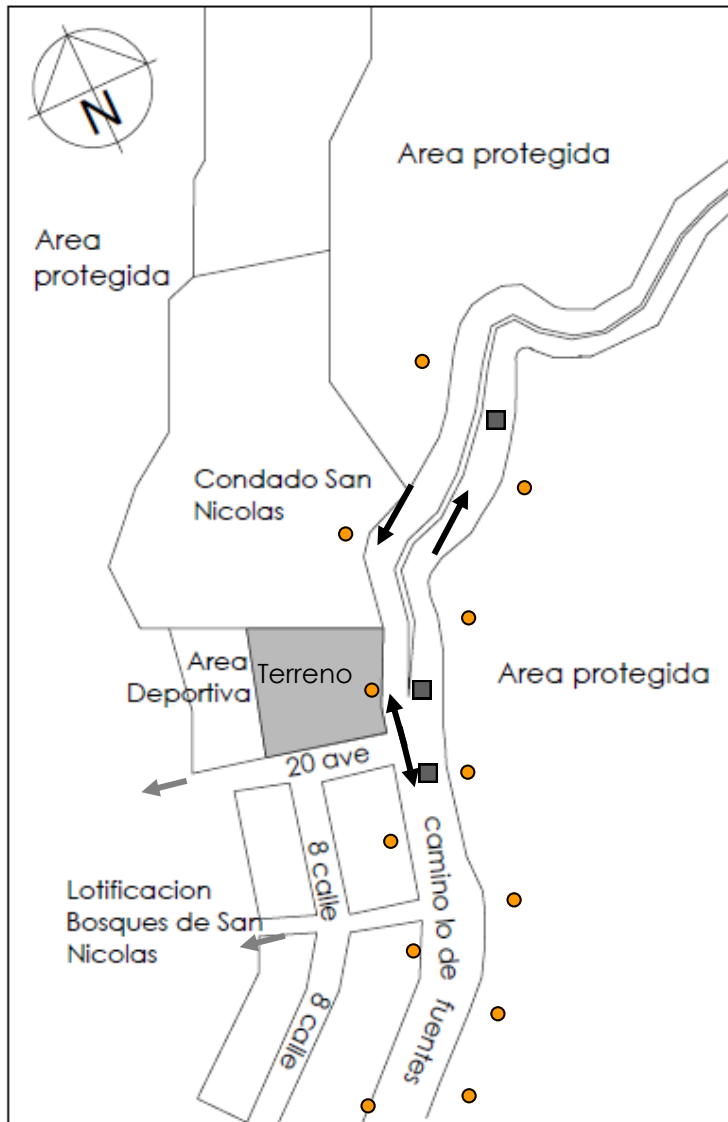 N
Area protegida
Area
protegida
Condado San
Nicolas
Area
Deportiva
Terreno
Area protegida
20 ave
8 calle
camino lo de fuentes
Lotificacion
Bosques de San
Nicolas
8 calle